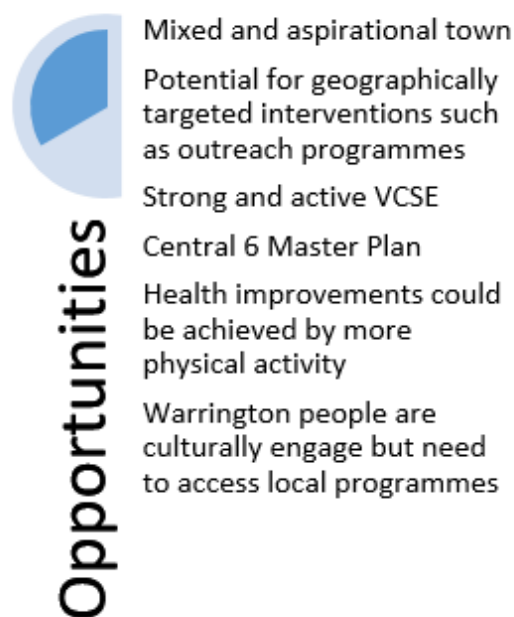 Opportunities
Mixed and aspirational town
Potential for geographically
targeted interventions such
as outreach programmes
Strong and active VCSE
Central 6 Master Plan
Health improvements could
be achieved by more
physical activity
Warrington people are
culturally engage but need
to access local programmes